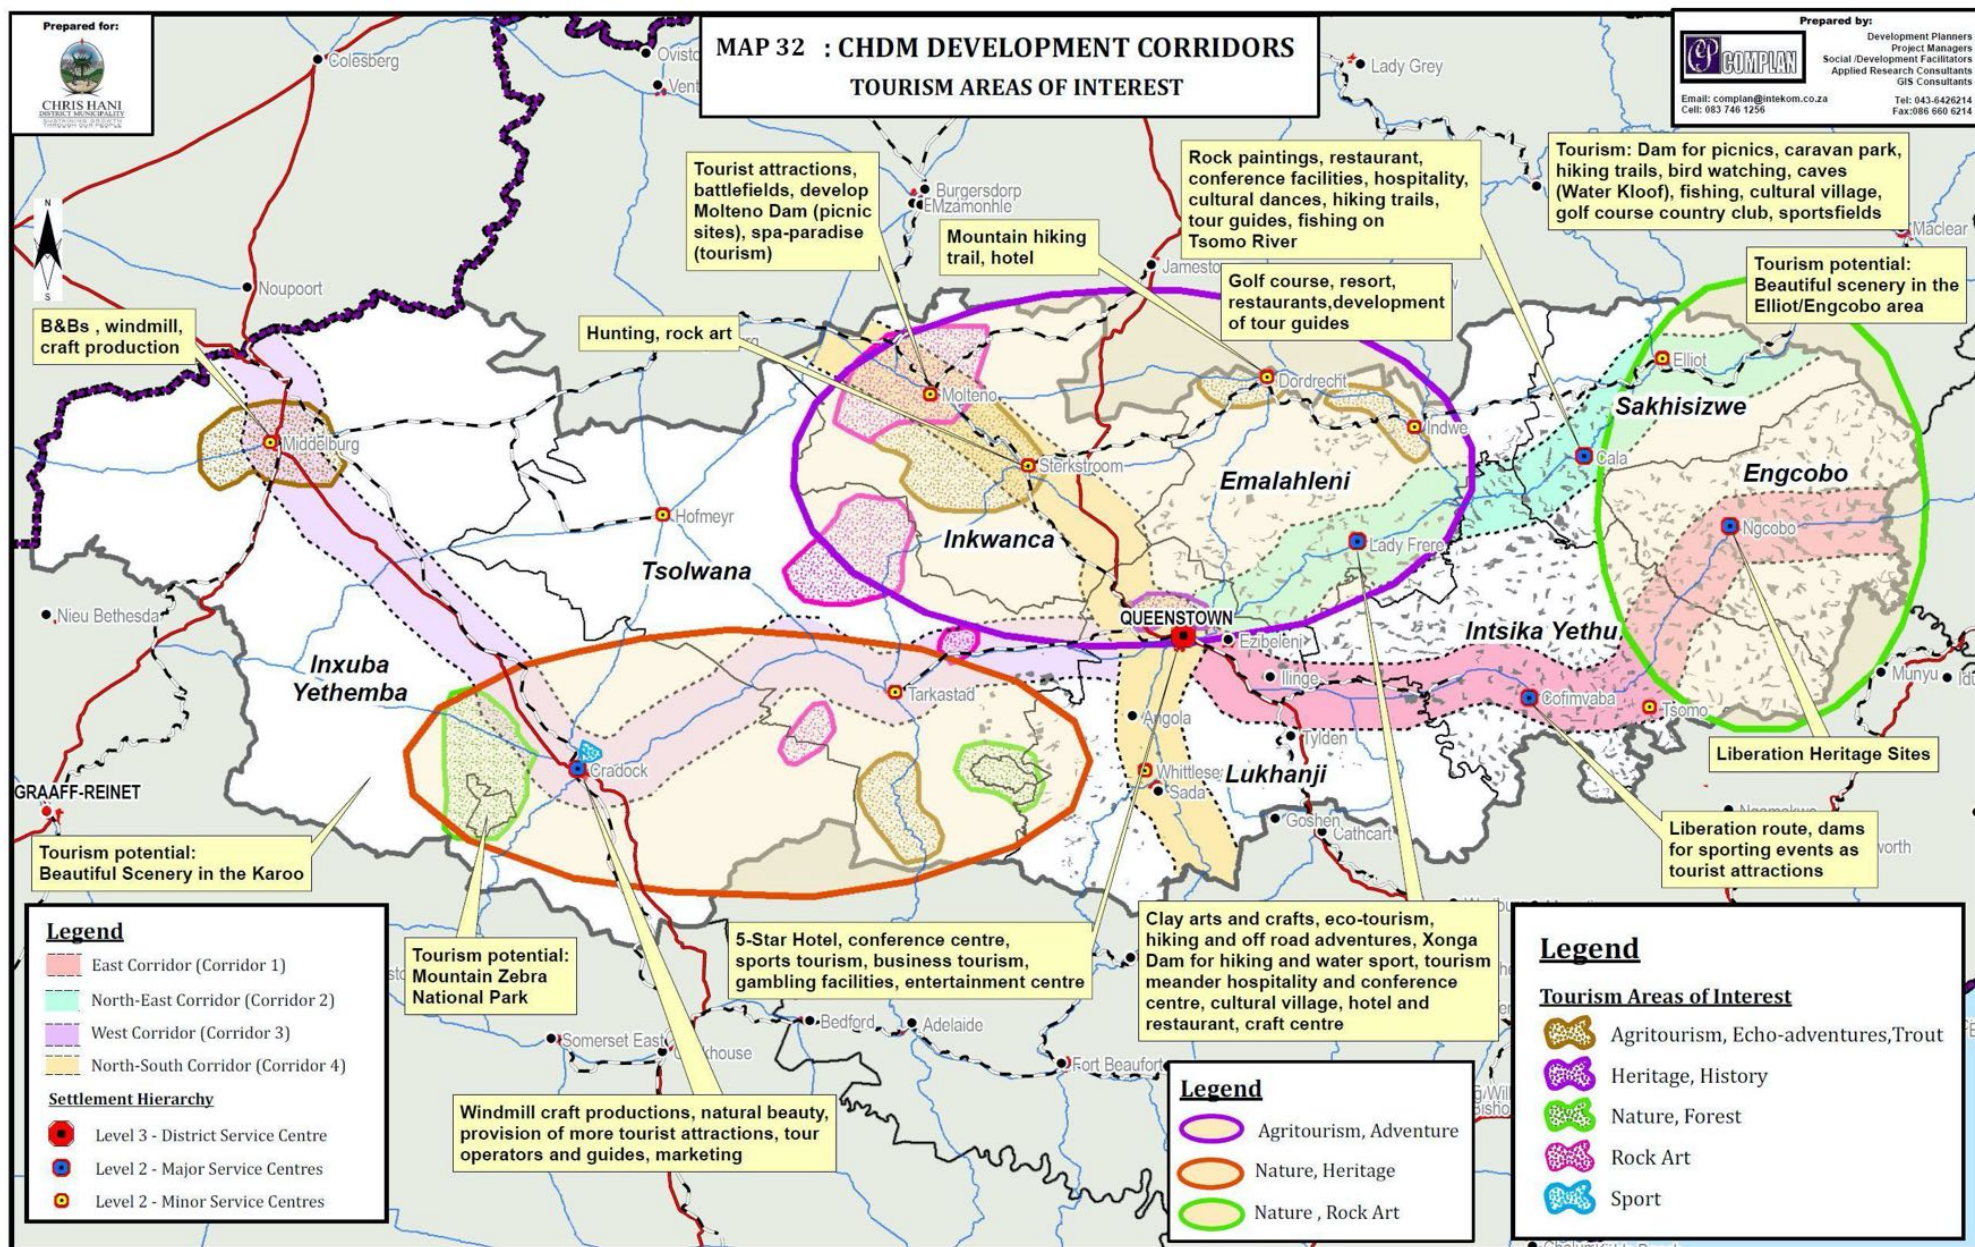 Prepared for:
CHRIS HANI
DISTRICT MUNICIPALITY
SUSTAINING GROWTH
THROUGH OUR PEOPLE
MAP 32 : CHDM DEVELOPMENT CORRIDORS
TOURISM AREAS OF INTEREST
Prepared by:
COMPLAN
Development Planners
Project Managers
Social /Development Facilitators
Applied Research Consultants
GIS Consultants
Email: complan@intekom.co.za
Cell: 083 746 1256
Tel: 043-6426214
Fax:086 660 6214
N
S
Colesberg
Lady Grey
Burgersdorp
EMzamonhle
Noupoort
Maclear
Tourist attractions,
battlefields, develop
Molteno Dam (picnic
sites), spa-paradise
(tourism)
Mountain hiking
trail, hotel
Rock paintings, restaurant,
conference facilities, hospitality,
cultural dances, hiking trails,
tour guides, fishing on
Tsomo River
Tourism: Dam for picnics, caravan park,
hiking trails, bird watching, caves
(Water Kloof), fishing, cultural village,
golf course country club, sportsfields
Golf course, resort,
restaurants,development
of tour guides
Tourism potential:
Beautiful scenery in the
Elliot/Engcobo area
B&Bs , windmill,
craft production
Hunting, rock art
Middelburg
Molteno
Dordrecht
Elliot
Sakhisizwe
Indwe
Cala
Sterkstroom
Emalahleni
Engcobo
Hofmeyr
Inkwanca
Lady Frere
Ngcobo
Tsolwana
Nieu Bethesda
QUEENSTOWN
Ezibeleni
Intsika Yethu
Inxuba
Yethemba
Ilinge
Tarkastad
Cofimvaba
Tsomo
Munyu
Angola
Tylden
Cradock
Whittlese
Sada
Lukhanji
Goshen
Cathcart
GRAAFF-REINET
Liberation Heritage Sites
Liberation route, dams
for sporting events as
tourist attractions
Tourism potential:
Beautiful Scenery in the Karoo
Tourism potential:
Mountain Zebra
National Park
5-Star Hotel, conference centre,
sports tourism, business tourism,
gambling facilities, entertainment centre
Clay arts and crafts, eco-tourism,
hiking and off road adventures, Xonga
Dam for hiking and water sport, tourism
meander hospitality and conference
centre, cultural village, hotel and
restaurant, craft centre
Windmill craft productions, natural beauty,
provision of more tourist attractions, tour
operators and guides, marketing
Somerset East
Bedford
Adelaide
Fort Beaufort
Legend
East Corridor (Corridor 1)
North-East Corridor (Corridor 2)
West Corridor (Corridor 3)
North-South Corridor (Corridor 4)
Settlement Hierarchy
Level 3 - District Service Centre
Level 2 - Major Service Centres
Level 2 - Minor Service Centres
Legend
Agritourism, Adventure
Nature, Heritage
Nature , Rock Art
Legend
Tourism Areas of Interest
Agritourism, Echo-adventures,Trout
Heritage, History
Nature, Forest
Rock Art
Sport